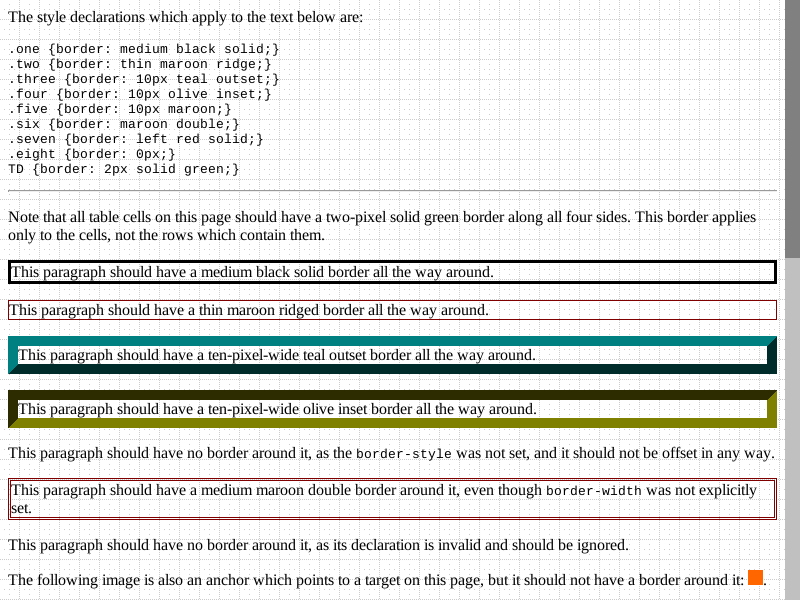 The style declarations which apply to the text below are:
.one {border: medium black solid;}
.two {border: thin maroon ridge;}
.three {border: 10px teal outset;}
.four {border: 10px olive inset;}
.five {border: 10px maroon;}
.six {border: maroon double;}
.seven {border: left red solid;}
.eight {border: 0px;}
TD {border: 2px solid green;}
Note that all table cells on this page should have a two-pixel solid green border along all four sides. This border applies
only to the cells, not the rows which contain them.
This paragraph should have a medium black solid border all the way around.
This paragraph should have a thin maroon ridged border all the way around.
This paragraph should have a ten-pixel-wide teal outset border all the way around.
This paragraph should have a ten-pixel-wide olive inset border all the way around.
This paragraph should have no border around it, as the border-style was not set, and it should not be offset in any way.
This paragraph should have a medium maroon double border around it, even though border-width was not explicitly
set.
This paragraph should have no border around it, as its declaration is invalid and should be ignored.
The following image is also an anchor which points to a target on this page, but it should not have a border around it: .